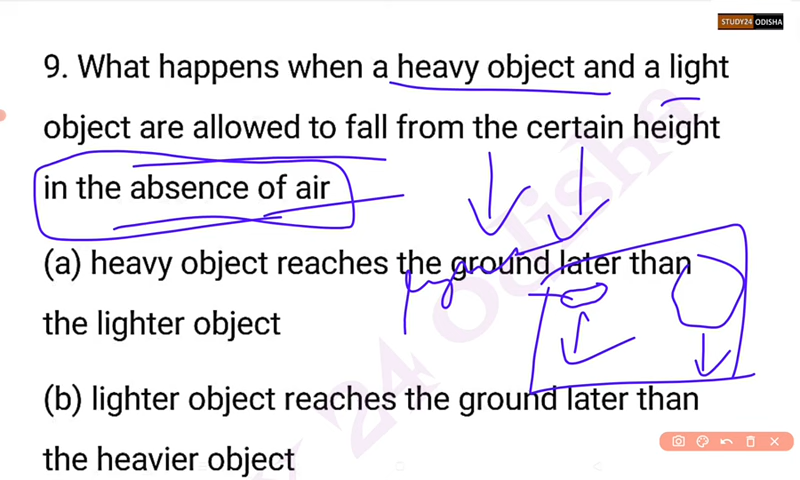 STUDY24 ODISHA
9. What happens when a heavy object and a light
object are allowed to fall from the certain height
in the absence of air
(a) heavy object reaches the ground later than
the lighter object
(b) lighter object reaches the ground later than
the heavier object